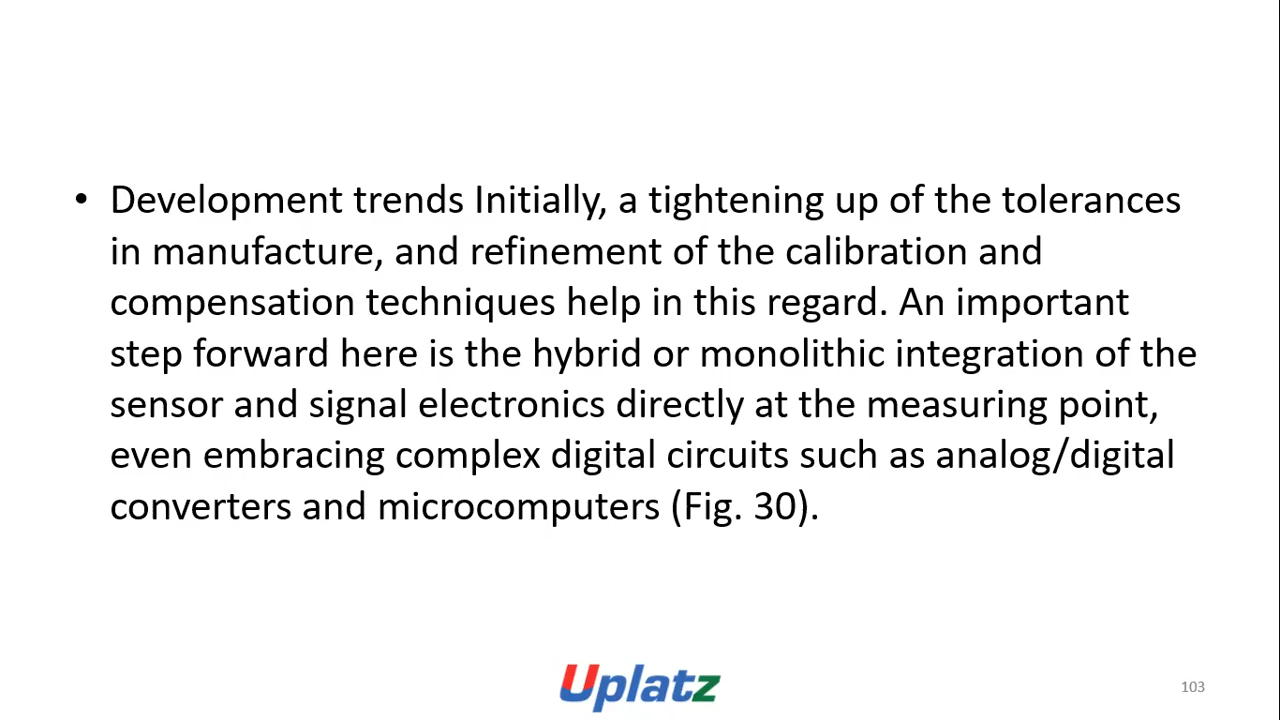 • Development trends Initially, a tightening up of the tolerances
in manufacture, and refinement of the calibration and
compensation techniques help in this regard. An important
step forward here is the hybrid or monolithic integration of the
sensor and signal electronics directly at the measuring point,
even embracing complex digital circuits such as analog/digital
converters and microcomputers (Fig. 30).
Uplatz
103